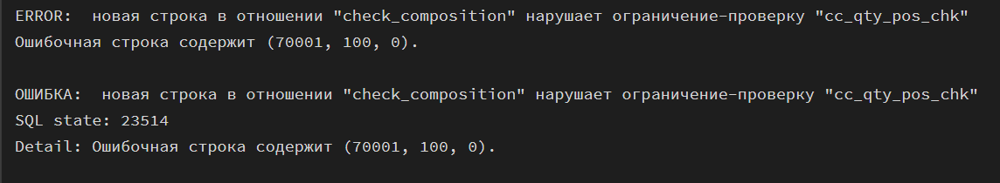 ERROR:  новая строка в отношении "check_composition" нарушает ограничение-проверку "cc_qty_pos_chk"
Ошибочная строка содержит (70001, 100, 0).
ОШИБКА:  новая строка в отношении "check_composition" нарушает ограничение-проверку "cc_qty_pos_chk"
SQL state: 23514
Detail: Ошибочная строка содержит (70001, 100, 0).